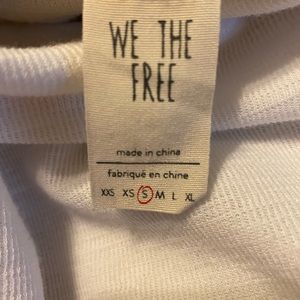 WE THE
FREE
made in china
fabriqué en chine
XXS XS S M L XL